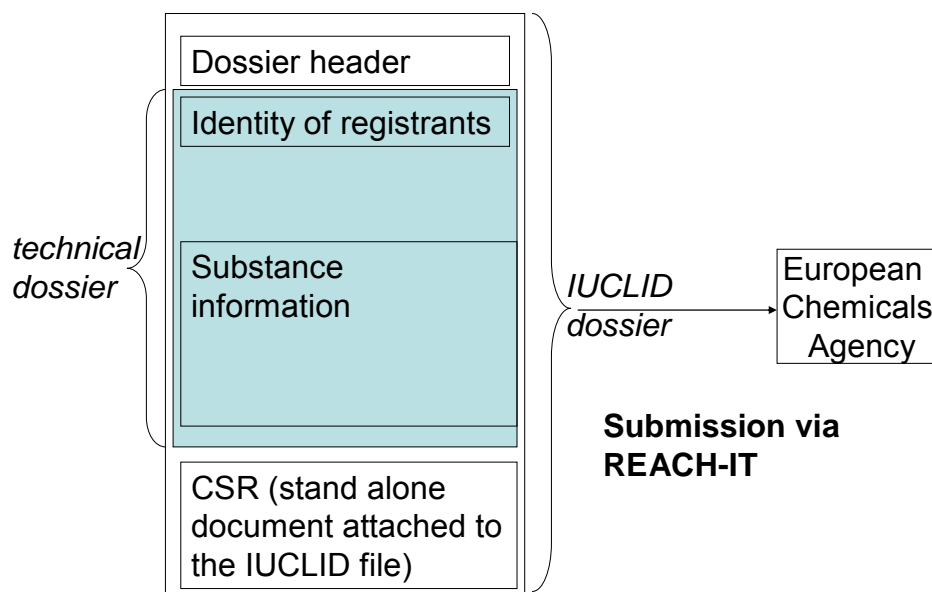 Dossier header
Identity of registrants
technical
dossier
Substance
information
IUCLID
dossier
European
Chemicals
Agency
Submission via
REACH-IT
CSR (stand alone
document attached to
the IUCLID file)